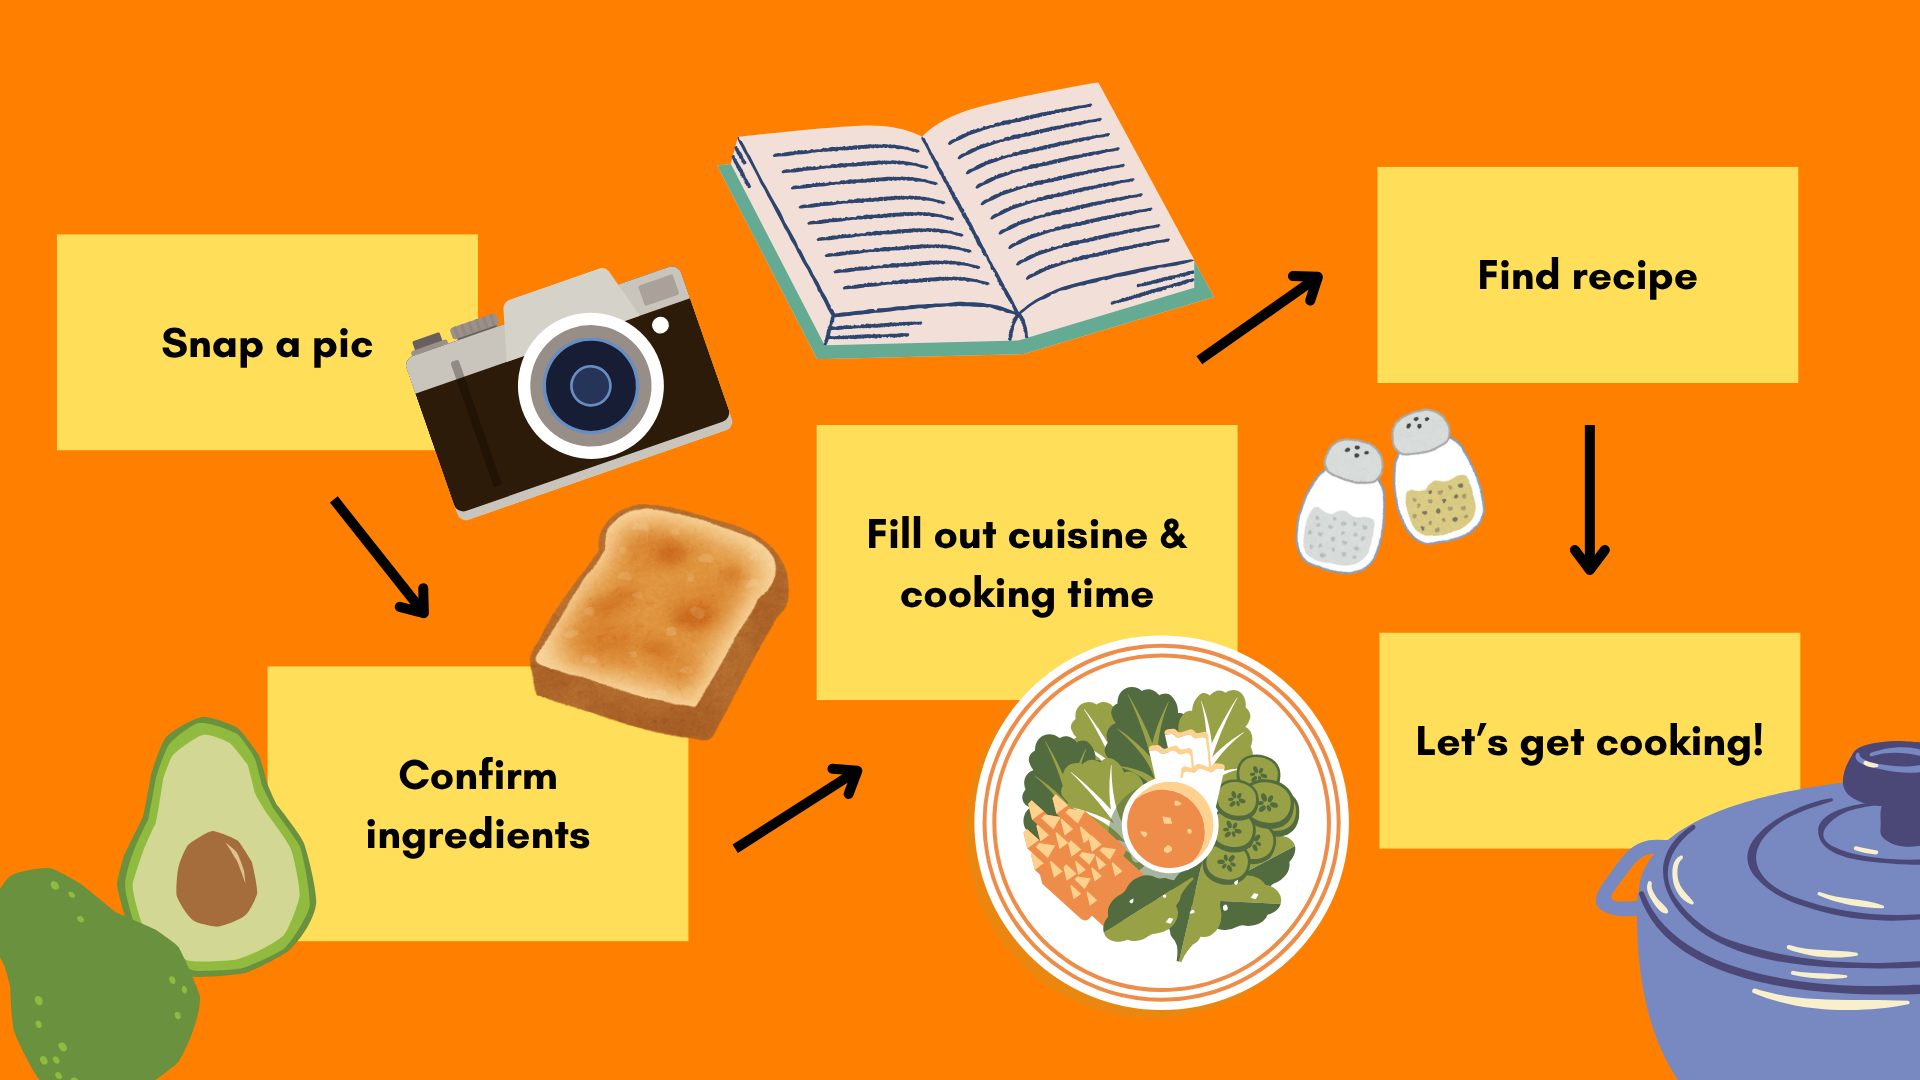 Snap a pic
Confirm
ingredients
Fill out cuisine &
cooking time
Find recipe
Let’s get cooking!